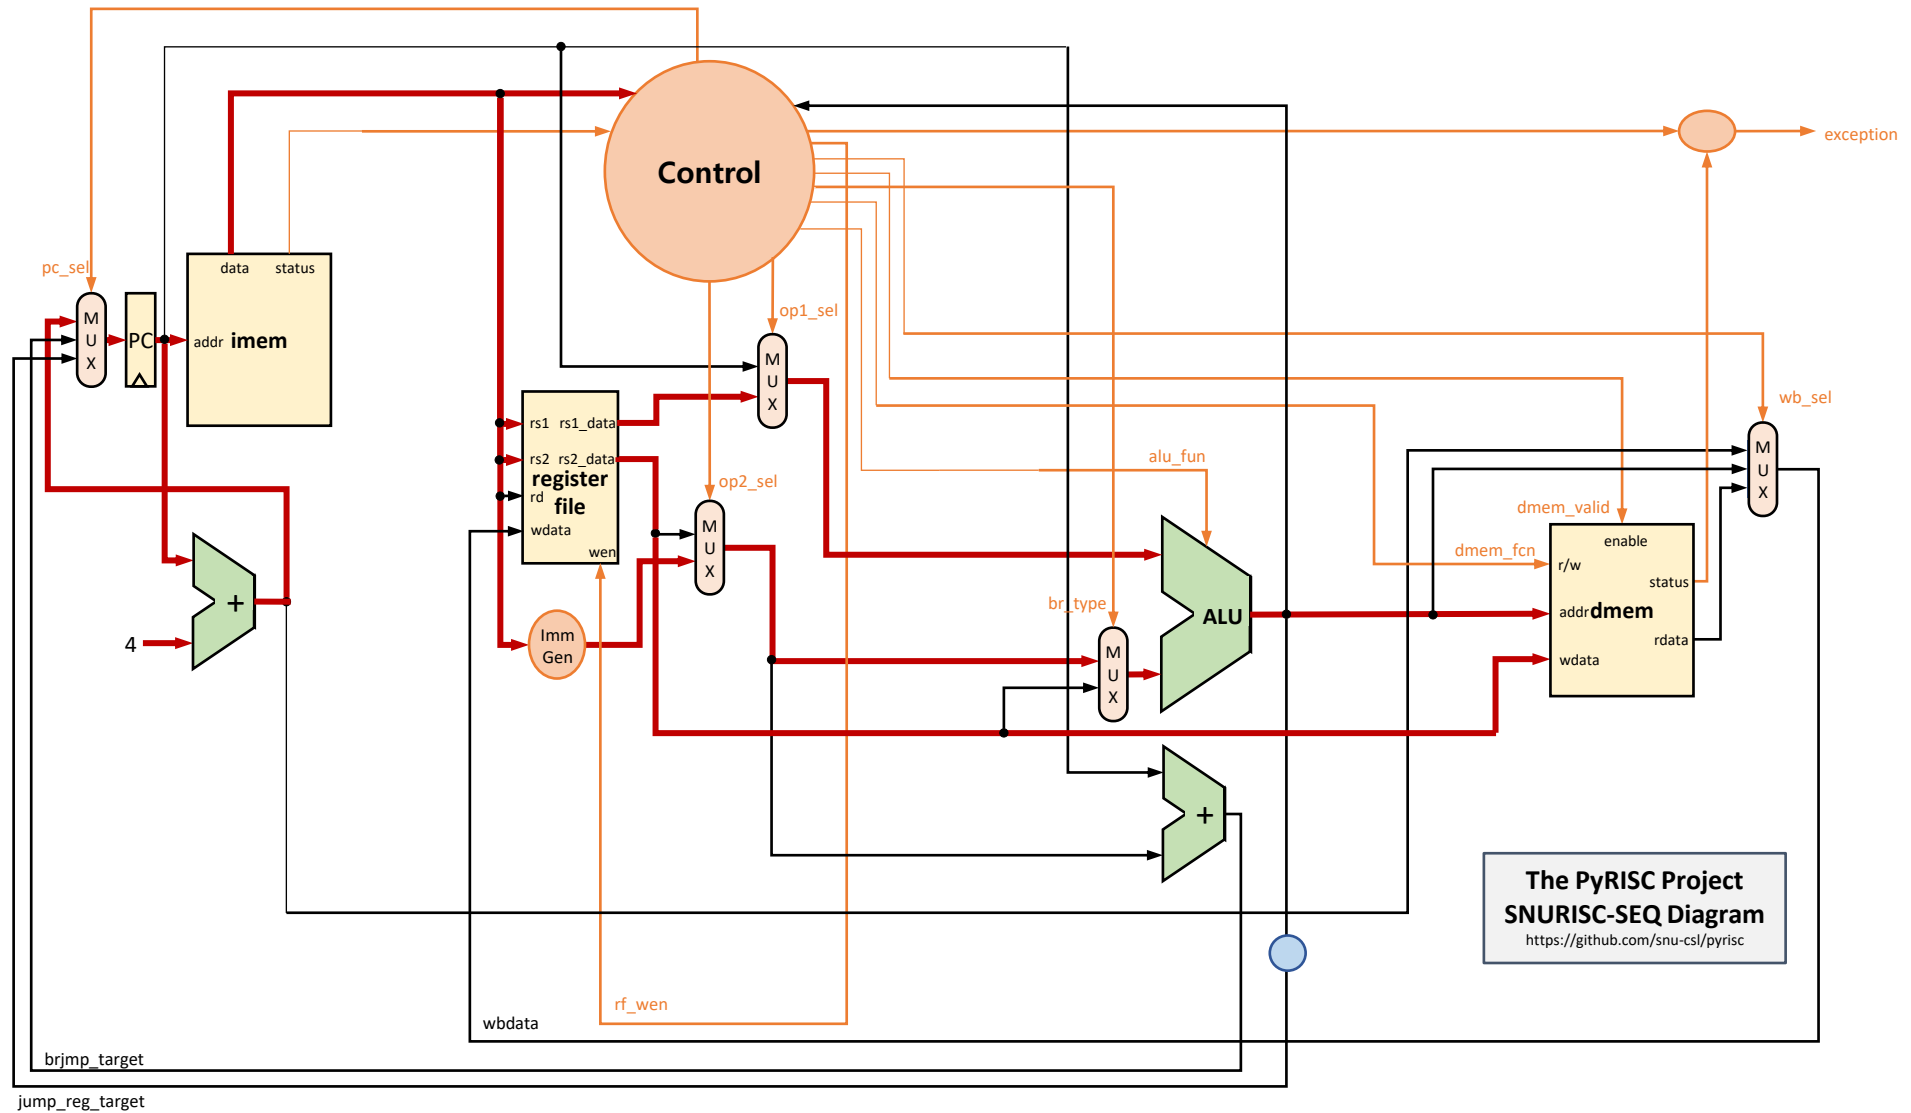 Control
exception
pc_sel
data status
M
U
X
PC
addr imem
op1_sel
M
U
X
rs1 rs1_data
rs2 rs2_data
register
file
rd
wdata
wen
op2_sel
M
U
X
alu_fun
wb_sel
M
U
X
dmem_valid
enable
dmem_fcn
r/w
status
addr dmem
rdata
wdata
br_type
M
U
X
ALU
+
4
Imm
Gen
+
The PyRISC Project
SNURISC-SEQ Diagram
https://github.com/snu-csl/pyrisc
rf_wen
wbdata
brjmp_target
jump_reg_target